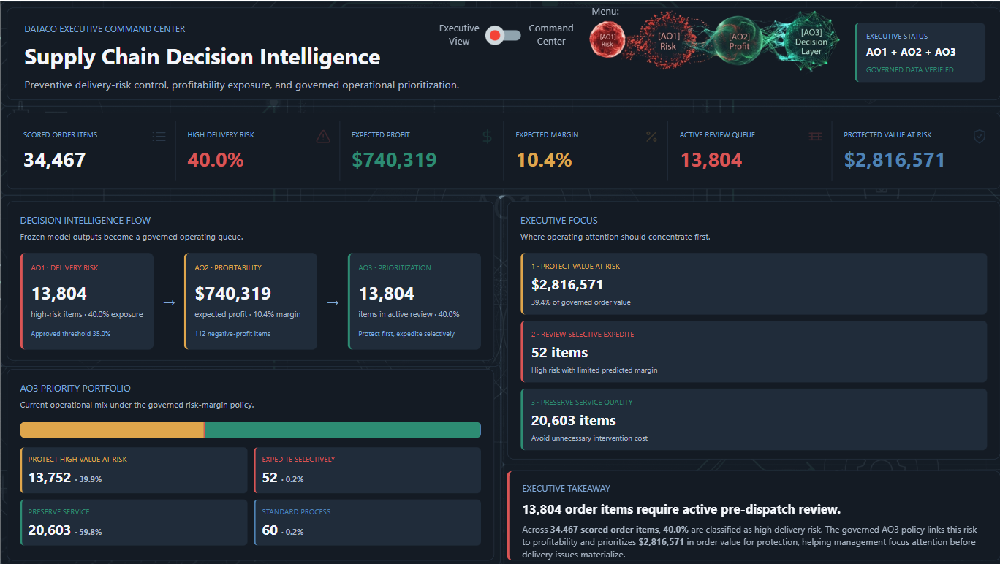 DATACO EXECUTIVE COMMAND CENTER
Supply Chain Decision Intelligence
Preventive delivery-risk control, profitability exposure, and governed operational prioritization.
Executive
View
Command
Center
Menu:
[AO1]
Risk
[AO1]
Risk
[AO2]
Profit
[AO3]
Decision
Layer
EXECUTIVE STATUS
AO1 + AO2 + AO3
GOVERNED DATA VERIFIED
SCORED ORDER ITEMS
34,467
HIGH DELIVERY RISK
40.0%
EXPECTED PROFIT
$
$740,319
EXPECTED MARGIN
%
10.4%
ACTIVE REVIEW QUEUE
13,804
PROTECTED VALUE AT RISK
$2,816,571
DECISION INTELLIGENCE FLOW
Frozen model outputs become a governed operating queue.
AO1 · DELIVERY RISK
13,804
high-risk items · 40.0% exposure
Approved threshold 35.0%
→
AO2 · PROFITABILITY
$740,319
expected profit · 10.4% margin
112 negative-profit items
→
AO3 · PRIORITIZATION
13,804
items in active review · 40.0%
Protect first, expedite selectively
AO3 PRIORITY PORTFOLIO
Current operational mix under the governed risk-margin policy.
PROTECT HIGH VALUE AT RISK
13,752 · 39.9%
EXPEDITE SELECTIVELY
52 · 0.2%
PRESERVE SERVICE
20,603 · 59.8%
STANDARD PROCESS
60 · 0.2%
EXECUTIVE FOCUS
Where operating attention should concentrate first.
1 · PROTECT VALUE AT RISK
$2,816,571
39.4% of governed order value
2 · REVIEW SELECTIVE EXPEDITE
52 items
High risk with limited predicted margin
3 · PRESERVE SERVICE QUALITY
20,603 items
Avoid unnecessary intervention cost
EXECUTIVE TAKEAWAY
13,804 order items require active pre-dispatch review.
Across 34,467 scored order items, 40.0% are classified as high delivery risk. The governed AO3 policy links this risk
to profitability and prioritizes $2,816,571 in order value for protection, helping management focus attention before
delivery issues materialize.